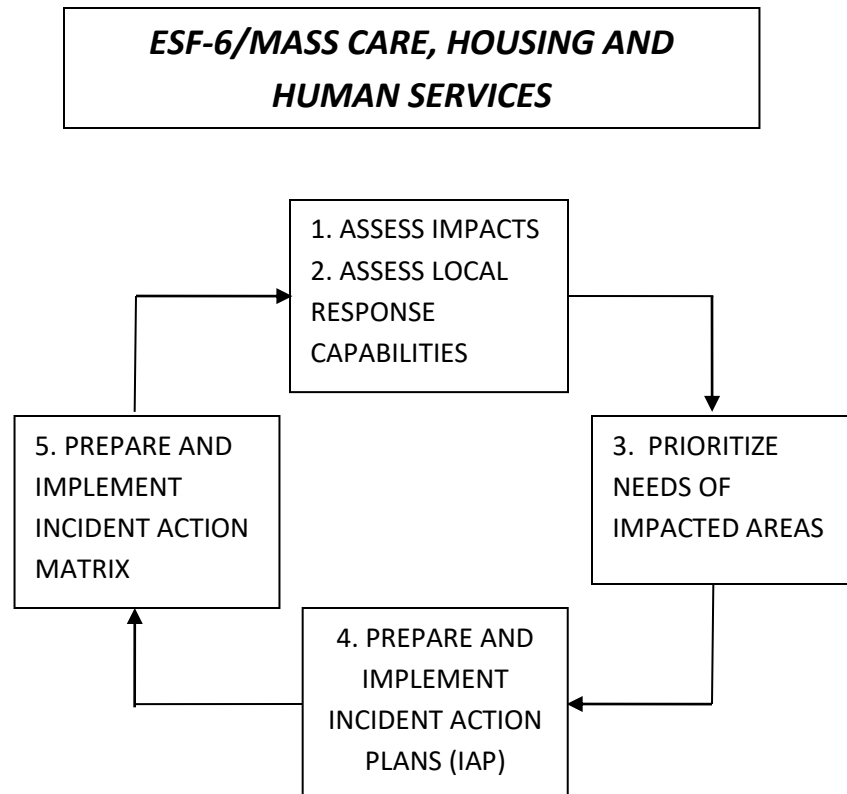 ESF-6/MASS CARE, HOUSING AND
HUMAN SERVICES
1. ASSESS IMPACTS
2. ASSESS LOCAL
RESPONSE
CAPABILITIES
3. PRIORITIZE
NEEDS OF
IMPACTED AREAS
4. PREPARE AND
IMPLEMENT
INCIDENT ACTION
PLANS (IAP)
5. PREPARE AND
IMPLEMENT
INCIDENT ACTION
MATRIX